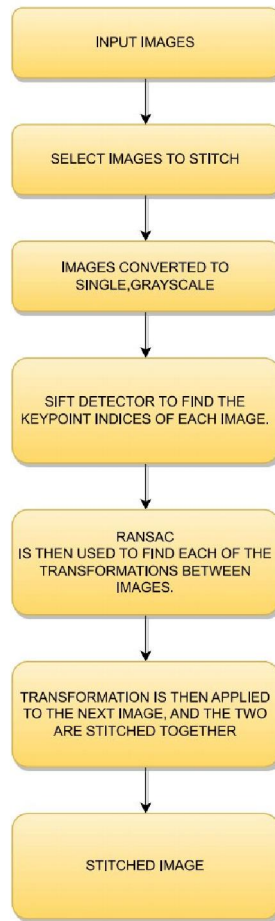 INPUT IMAGES
SELECT IMAGES TO STITCH
IMAGES CONVERTED TO
SINGLE,GRAYSCALE
SIFT DETECTOR TO FIND THE
KEYPOINT INDICES OF EACH IMAGE.
RANSAC
IS THEN USED TO FIND EACH OF THE
TRANSFORMATIONS BETWEEN
IMAGES.
TRANSFORMATION IS THEN APPLIED
TO THE NEXT IMAGE, AND THE TWO
ARE STITCHED TOGETHER
STITCHED IMAGE